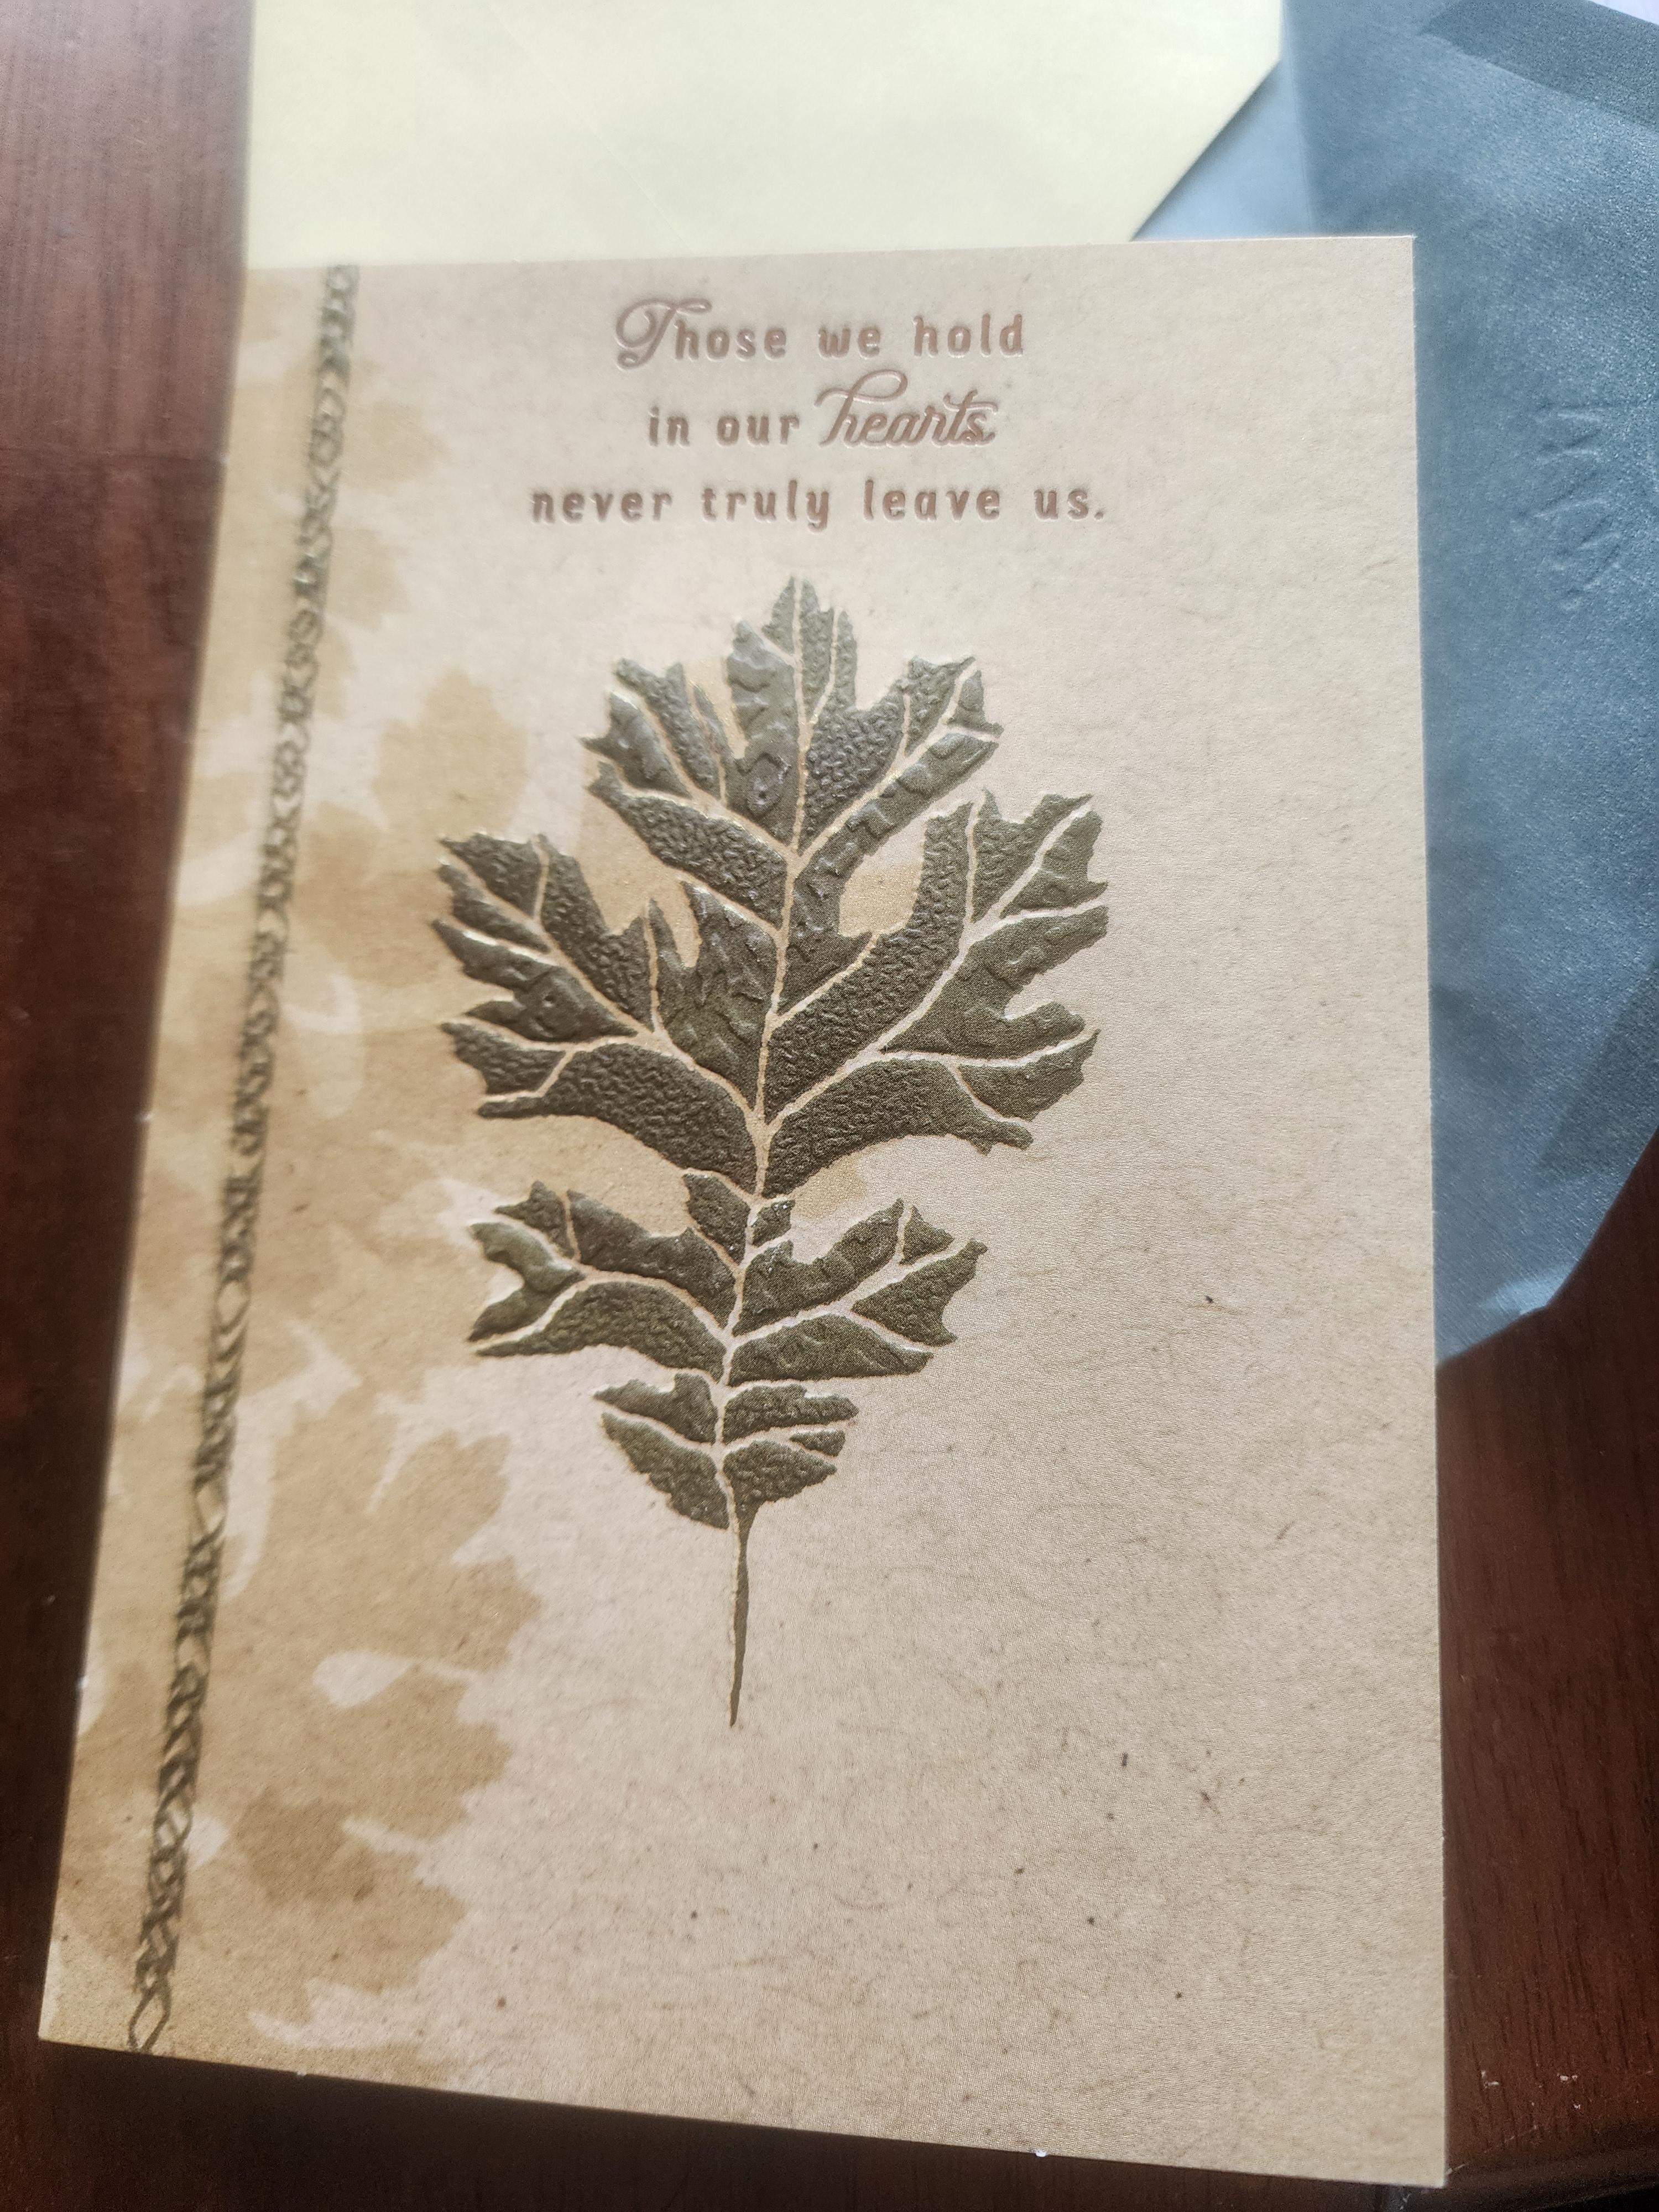 Those we hold
in our hearts
never truly leave us.